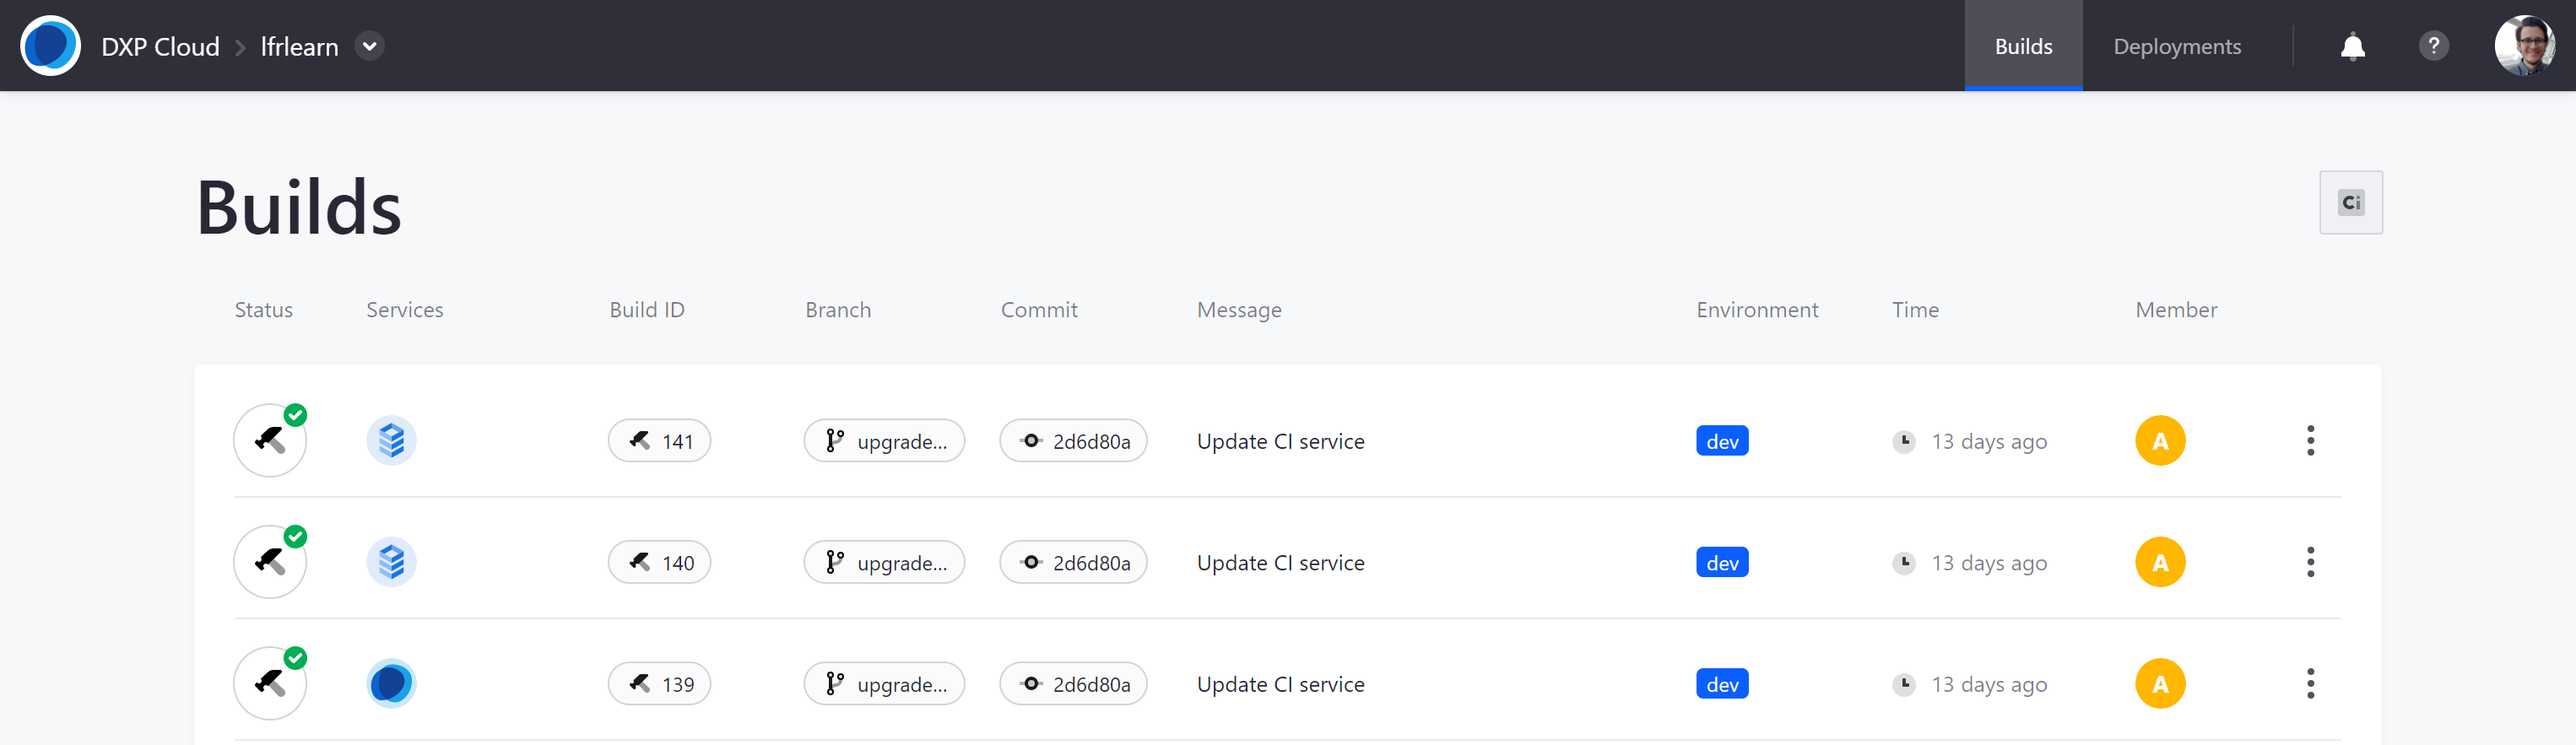 DXP Cloud > lfrlearn Builds Deployments ?
Builds Ci
Status Services Build ID Branch Commit Message Environment Time Member
141 upgrade... 2d6d80a Update CI service dev 13 days ago A
140 upgrade... 2d6d80a Update CI service dev 13 days ago A
139 upgrade... 2d6d80a Update CI service dev 13 days ago A